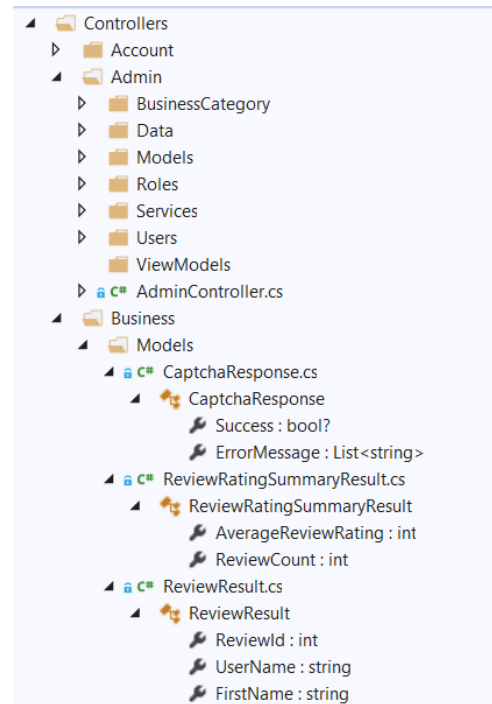 Controllers
Account
Admin
BusinessCategory
Data
Models
Roles
Services
Users
ViewModels
C# AdminController.cs
Business
Models
C# CaptchaResponse.cs
CaptchaResponse
Success : bool?
ErrorMessage : List<string>
C# ReviewRatingSummaryResult.cs
ReviewRatingSummaryResult
AverageReviewRating : int
ReviewCount : int
C# ReviewResult.cs
ReviewResult
ReviewId : int
UserName : string
FirstName : string